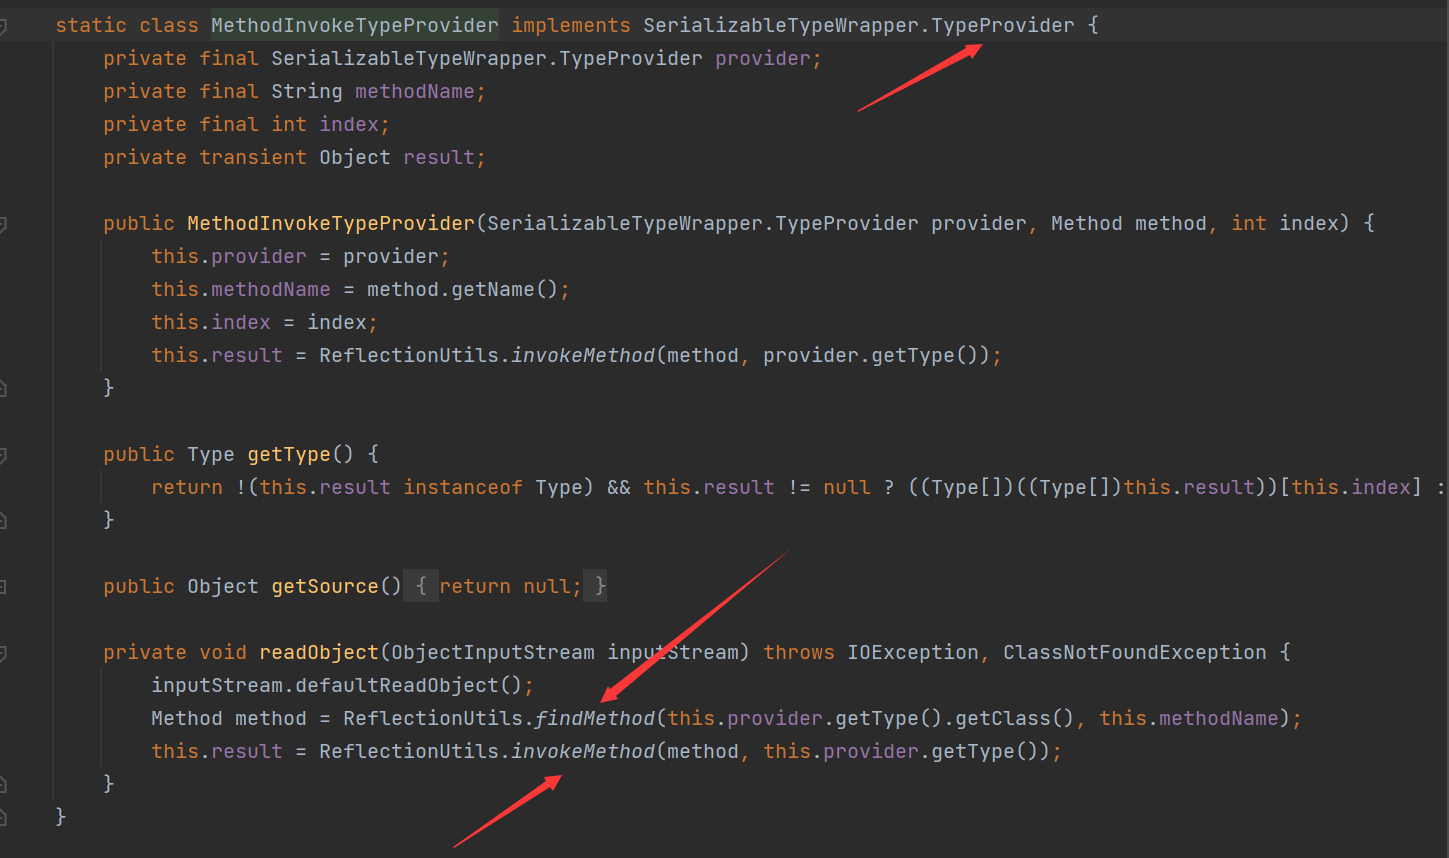 static class MethodInvokeTypeProvider implements SerializableTypeWrapper.TypeProvider {
private final SerializableTypeWrapper.TypeProvider provider;
private final String methodName;
private final int index;
private transient Object result;
public MethodInvokeTypeProvider(SerializableTypeWrapper.TypeProvider provider, Method method, int index) {
this.provider = provider;
this.methodName = method.getName();
this.index = index;
this.result = ReflectionUtils.invokeMethod(method, provider.getType());
}
public Type getType() {
return !(this.result instanceof Type) && this.result != null ? ((Type[])((Type[])this.result))[this.index] :
}
public Object getSource() { return null; }
private void readObject(ObjectInputStream inputStream) throws IOException, ClassNotFoundException {
inputStream.defaultReadObject();
Method method = ReflectionUtils.findMethod(this.provider.getType().getClass(), this.methodName);
this.result = ReflectionUtils.invokeMethod(method, this.provider.getType());
}
}